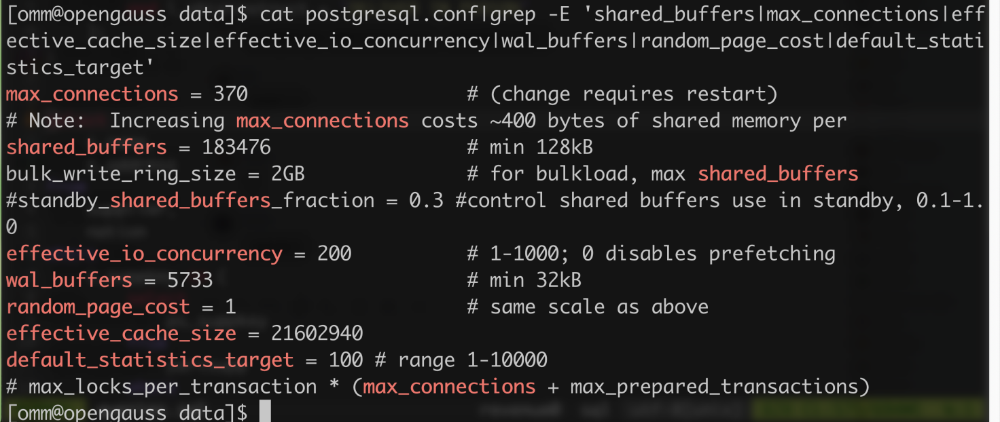 [omm@opengauss data]$ cat postgresql.conf|grep -E 'shared_buffers|max_connections|eff
ective_cache_size|effective_io_concurrency|wal_buffers|random_page_cost|default_stati
stics_target'
max_connections = 370                   # (change requires restart)
# Note:  Increasing max_connections costs ~400 bytes of shared memory per
shared_buffers = 183476                 # min 128kB
bulk_write_ring_size = 2GB              # for bulkload, max shared_buffers
#standby_shared_buffers_fraction = 0.3 #control shared buffers use in standby, 0.1-1.
0
effective_io_concurrency = 200          # 1-1000; 0 disables prefetching
wal_buffers = 5733                      # min 32kB
random_page_cost = 1                    # same scale as above
effective_cache_size = 21602940
default_statistics_target = 100 # range 1-10000
# max_locks_per_transaction * (max_connections + max_prepared_transactions)
[omm@opengauss data]$